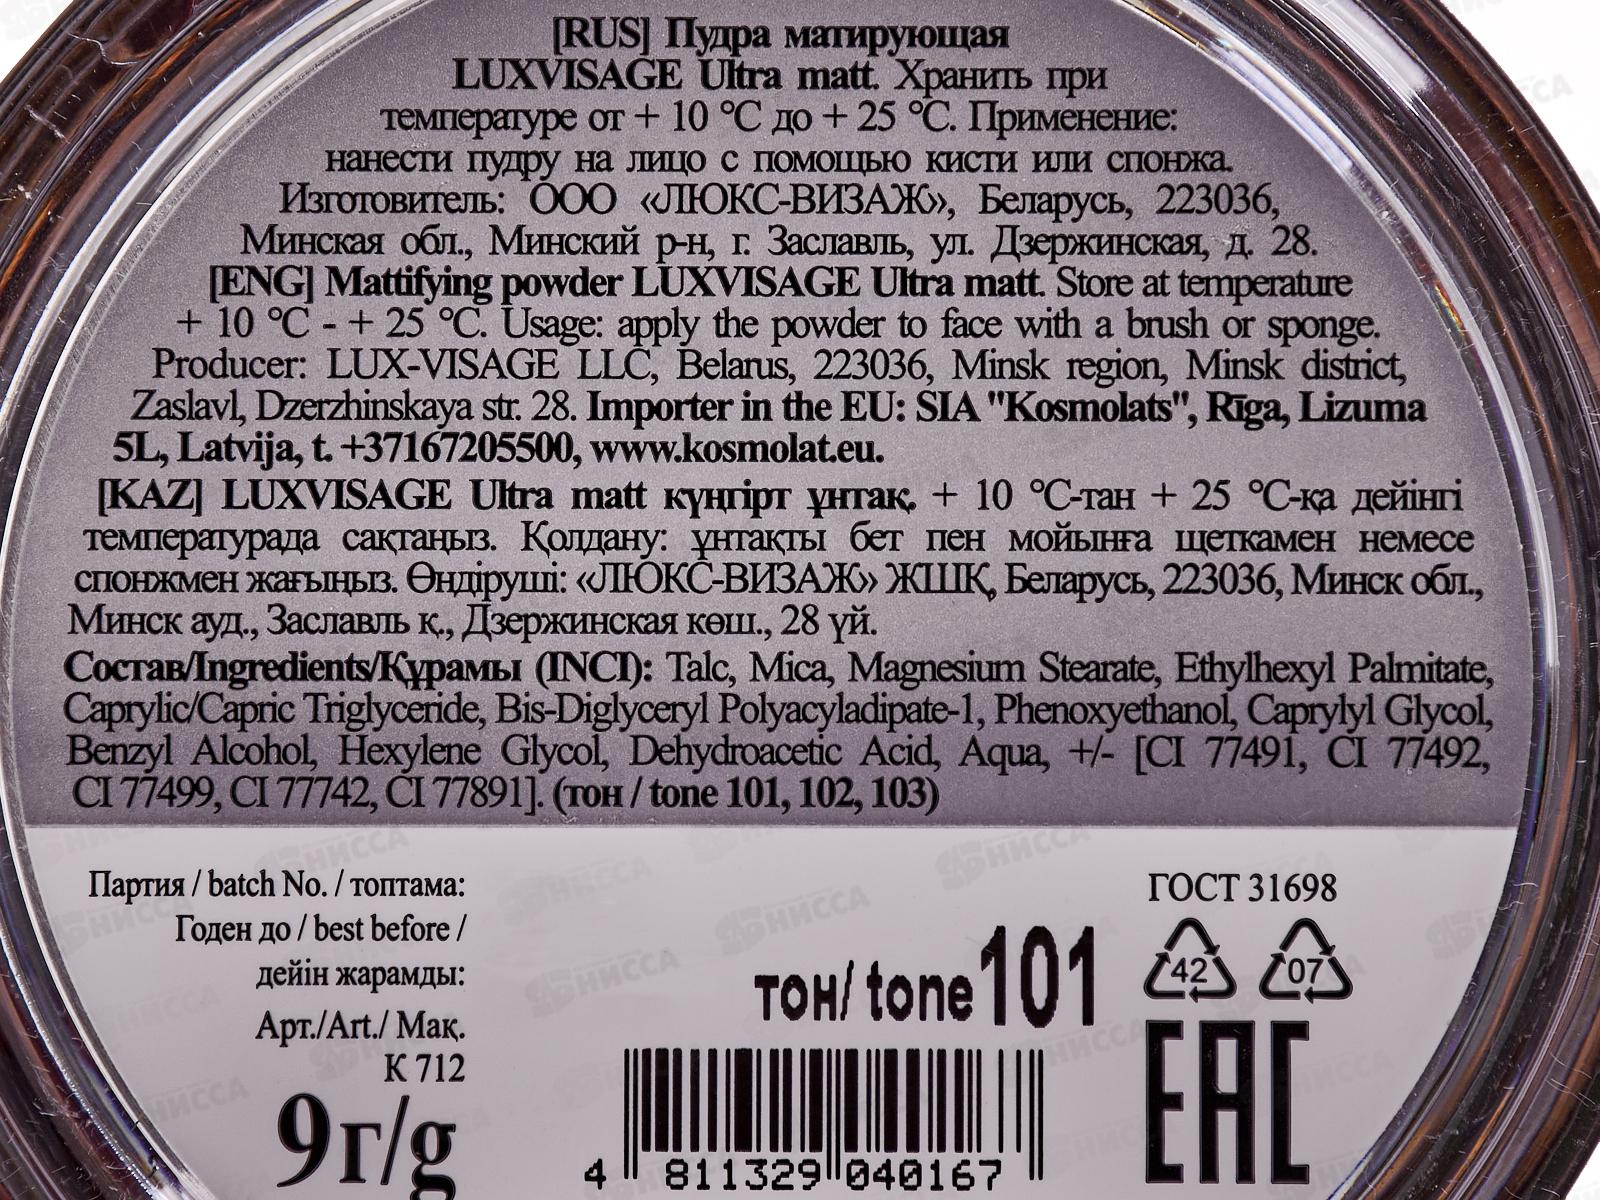 [RUS] Пудра матирующая
LUXVISAGE Ultra matt. Хранить при
температуре от + 10 °C до + 25 °C. Применение:
нанести пудру на лицо с помощью кисти или спонжа.
Изготовитель: ООО «ЛЮКС-ВИЗАЖ», Беларусь, 223036,
Минская обл., Минский р-н, г. Заславль, ул. Дзержинская, д. 28.
[ENG] Mattifying powder LUXVISAGE Ultra matt. Store at temperature
+ 10 °C - + 25 °C. Usage: apply the powder to face with a brush or sponge.
Producer: LUX-VISAGE LLC, Belarus, 223036, Minsk region, Minsk district,
Zaslavl, Dzerzhinskaya str. 28. Importer in the EU: SIA "Kosmolats", Rīga, Lizuma
5L, Latvija, t. +37167205500, www.kosmolat.eu.
[KAZ] LUXVISAGE Ultra matt күңгірт ұнтақ. + 10 °C-тан + 25 °C-қа дейінгі
температурада сақтаңыз. Қолдану: ұнтақты бет пен мойынға щеткамен немесе
спонжмен жағыңыз. Өндіруші: «ЛЮКС-ВИЗАЖ» ЖШҚ, Беларусь, 223036, Минск обл.,
Минск ауд., Заславль қ., Дзержинская көш., 28 үй.
Состав/Ingredients/Құрамы (INCI): Talc, Mica, Magnesium Stearate, Ethylhexyl Palmitate,
Caprylic/Capric Triglyceride, Bis-Diglyceryl Polyacyladipate-1, Phenoxyethanol, Caprylyl Glycol,
Benzyl Alcohol, Hexylene Glycol, Dehydroacetic Acid, Aqua, +/- [CI 77491, CI 77492,
CI 77499, CI 77742, CI 77891]. (тон / tone 101, 102, 103)
Партия / batch No. / топтама:
Годен до / best before /
дейін жарамды:
Арт./Art./ Мақ.
К 712
9 г/g
тон/ tone 101
4 811329 040167
ГОСТ 31698
42 07
EAC
НИССА